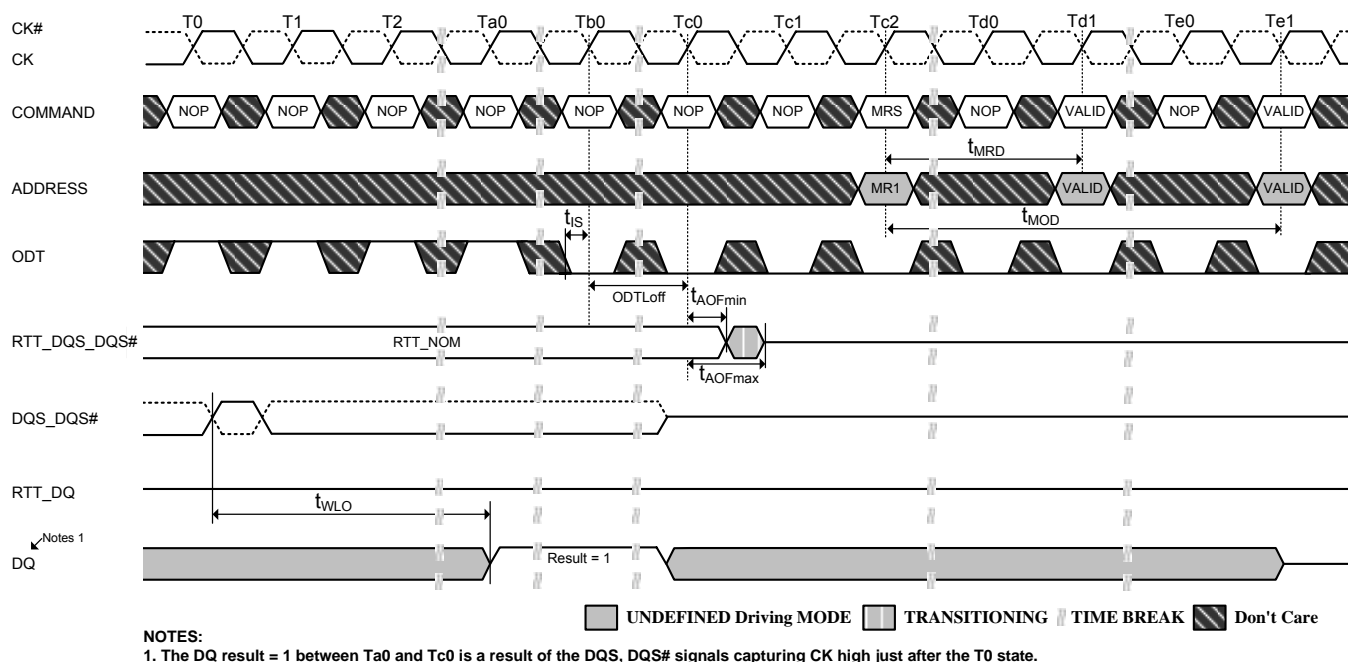 T0 T1 T2 Ta0 Tb0 Tc0 Tc1 Tc2 Td0 Td1 Te0 Te1
CK#
CK
COMMAND NOP NOP NOP NOP NOP NOP NOP MRS NOP VALID NOP VALID
tMRD
ADDRESS MR1 VALID VALID
tIS tMOD
ODT
ODTLoff tAOFmin
RTT_DQS_DQS# RTT_NOM
tAOFmax
DQS_DQS#
RTT_DQ
tWLO
Notes 1
DQ Result = 1
UNDEFINED Driving MODE TRANSITIONING TIME BREAK Don't Care
NOTES:
1. The DQ result = 1 between Ta0 and Tc0 is a result of the DQS, DQS# signals capturing CK high just after the T0 state.